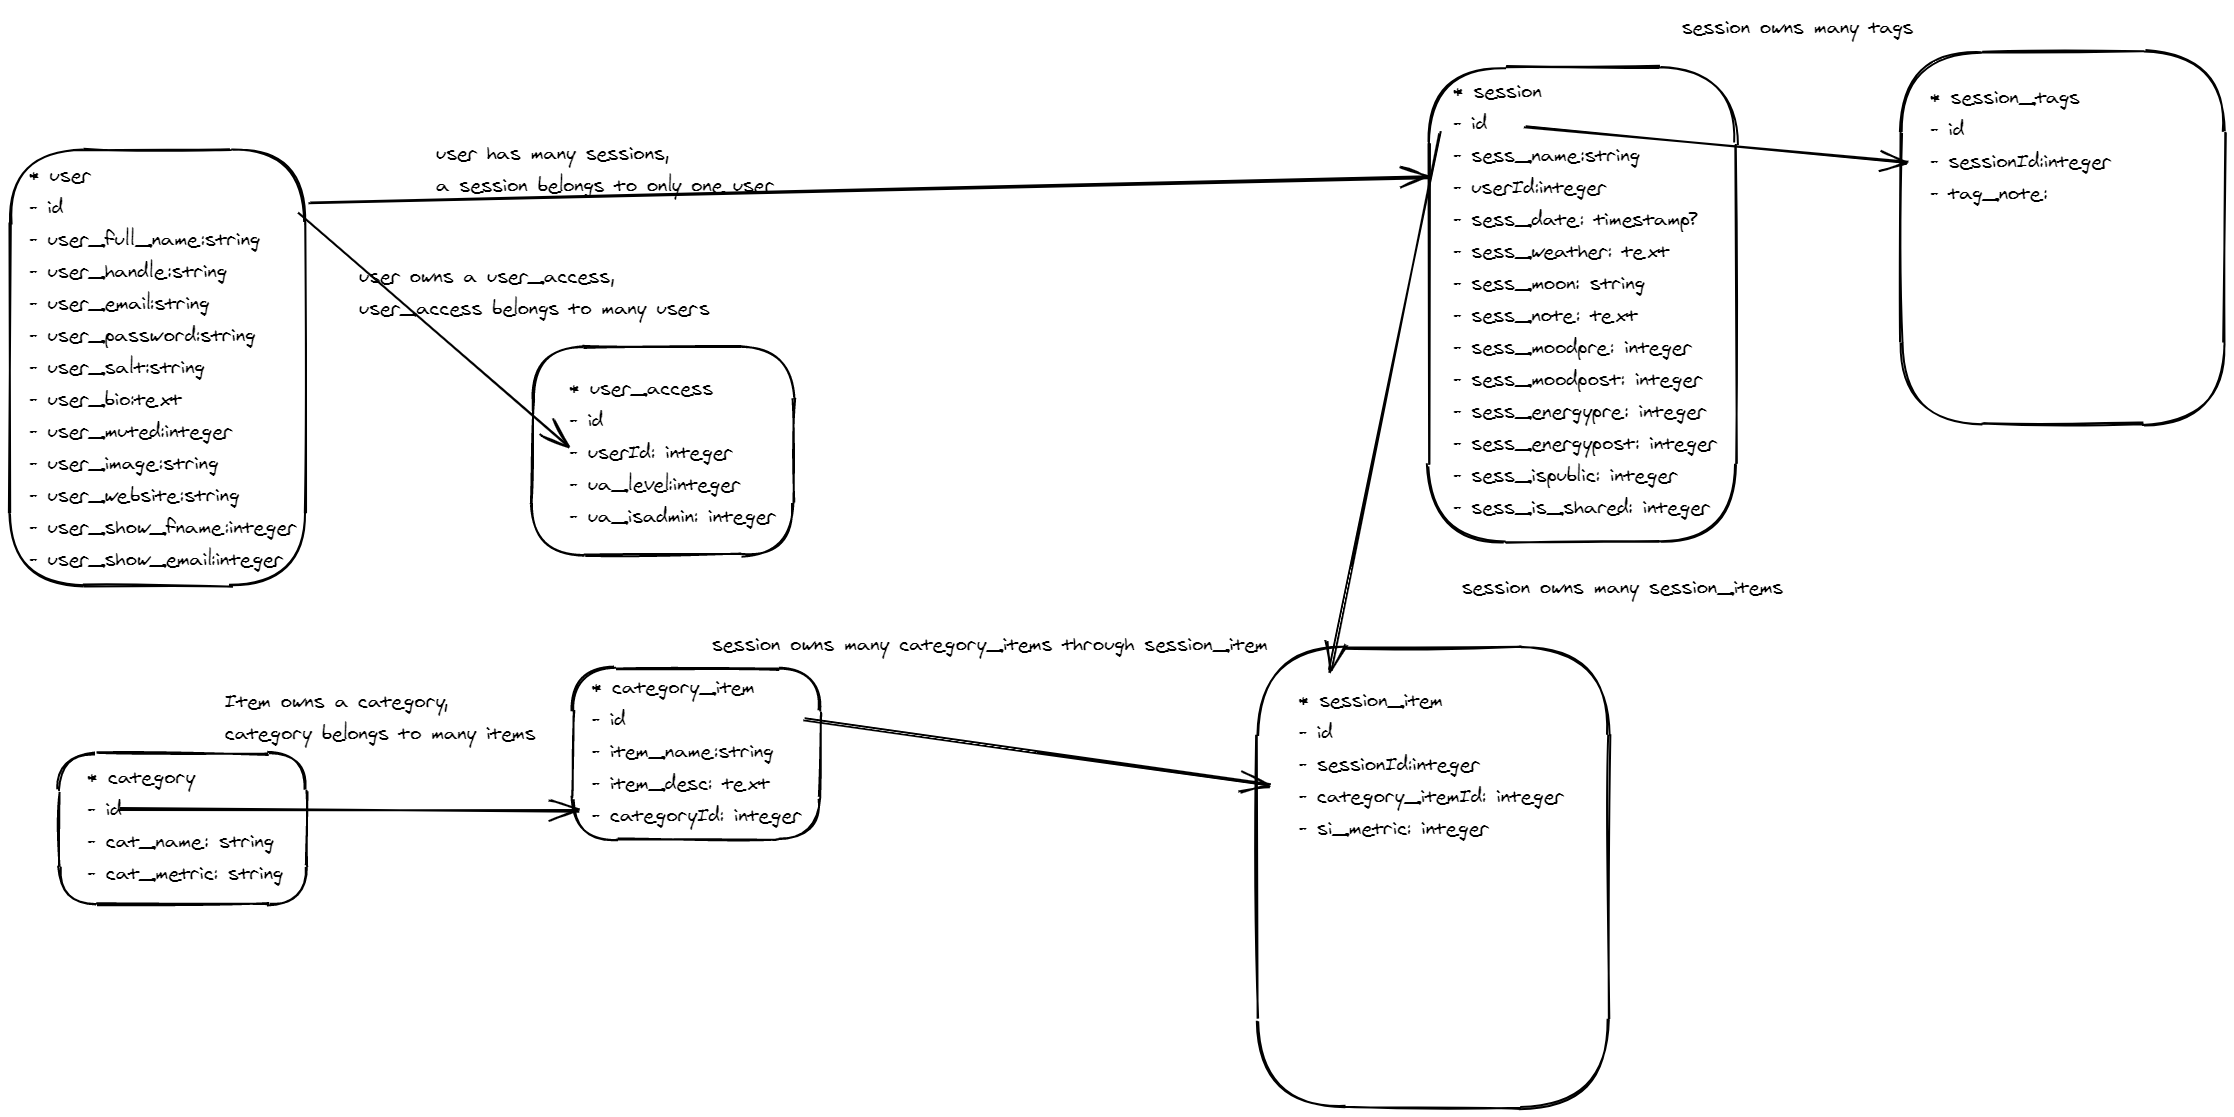 session owns many tags
* session_tags
- id
- sessionId:integer
- tag_note:
* session
- id
- sess_name:string
- userId:integer
- sess_date: timestamp?
- sess_weather: text
- sess_moon: string
- sess_note: text
- sess_moodpre: integer
- sess_moodpost: integer
- sess_energypre: integer
- sess_energypost: integer
- sess_ispublic: integer
- sess_is_shared: integer
user has many sessions,
a session belongs to only one user
* user
- id
- user_full_name:string
- user_handle:string
- user_email:string
- user_password:string
- user_salt:string
- user_bio:text
- user_muted:integer
- user_image:string
- user_website:string
- user_show_fname:integer
- user_show_email:integer
user owns a user_access,
user_access belongs to many users
* user_access
- id
- userId: integer
- ua_level:integer
- ua_isadmin: integer
session owns many session_items
session owns many category_items through session_item
Item owns a category,
category belongs to many items
* category
- id
- cat_name: string
- cat_metric: string
* category_item
- id
- item_name:string
- item_desc: text
- categoryId: integer
* session_item
- id
- sessionId:integer
- category_itemId: integer
- si_metric: integer